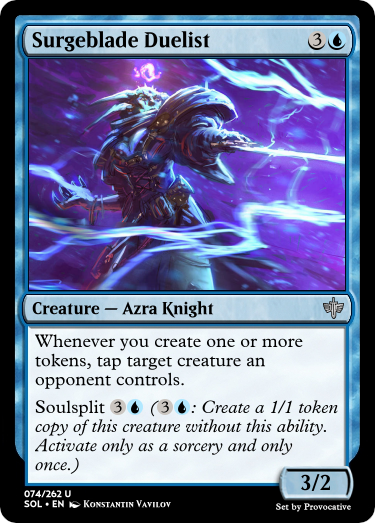 Surgeblade Duelist 3
Creature — Azra Knight
Whenever you create one or more
tokens, tap target creature an
opponent controls.
Soulsplit 3 (3: Create a 1/1 token
copy of this creature without this ability.
Activate only as a sorcery and only
once.)
3/2
074/262 U
SOL • EN Konstantin Vavilov
Set by Provocative